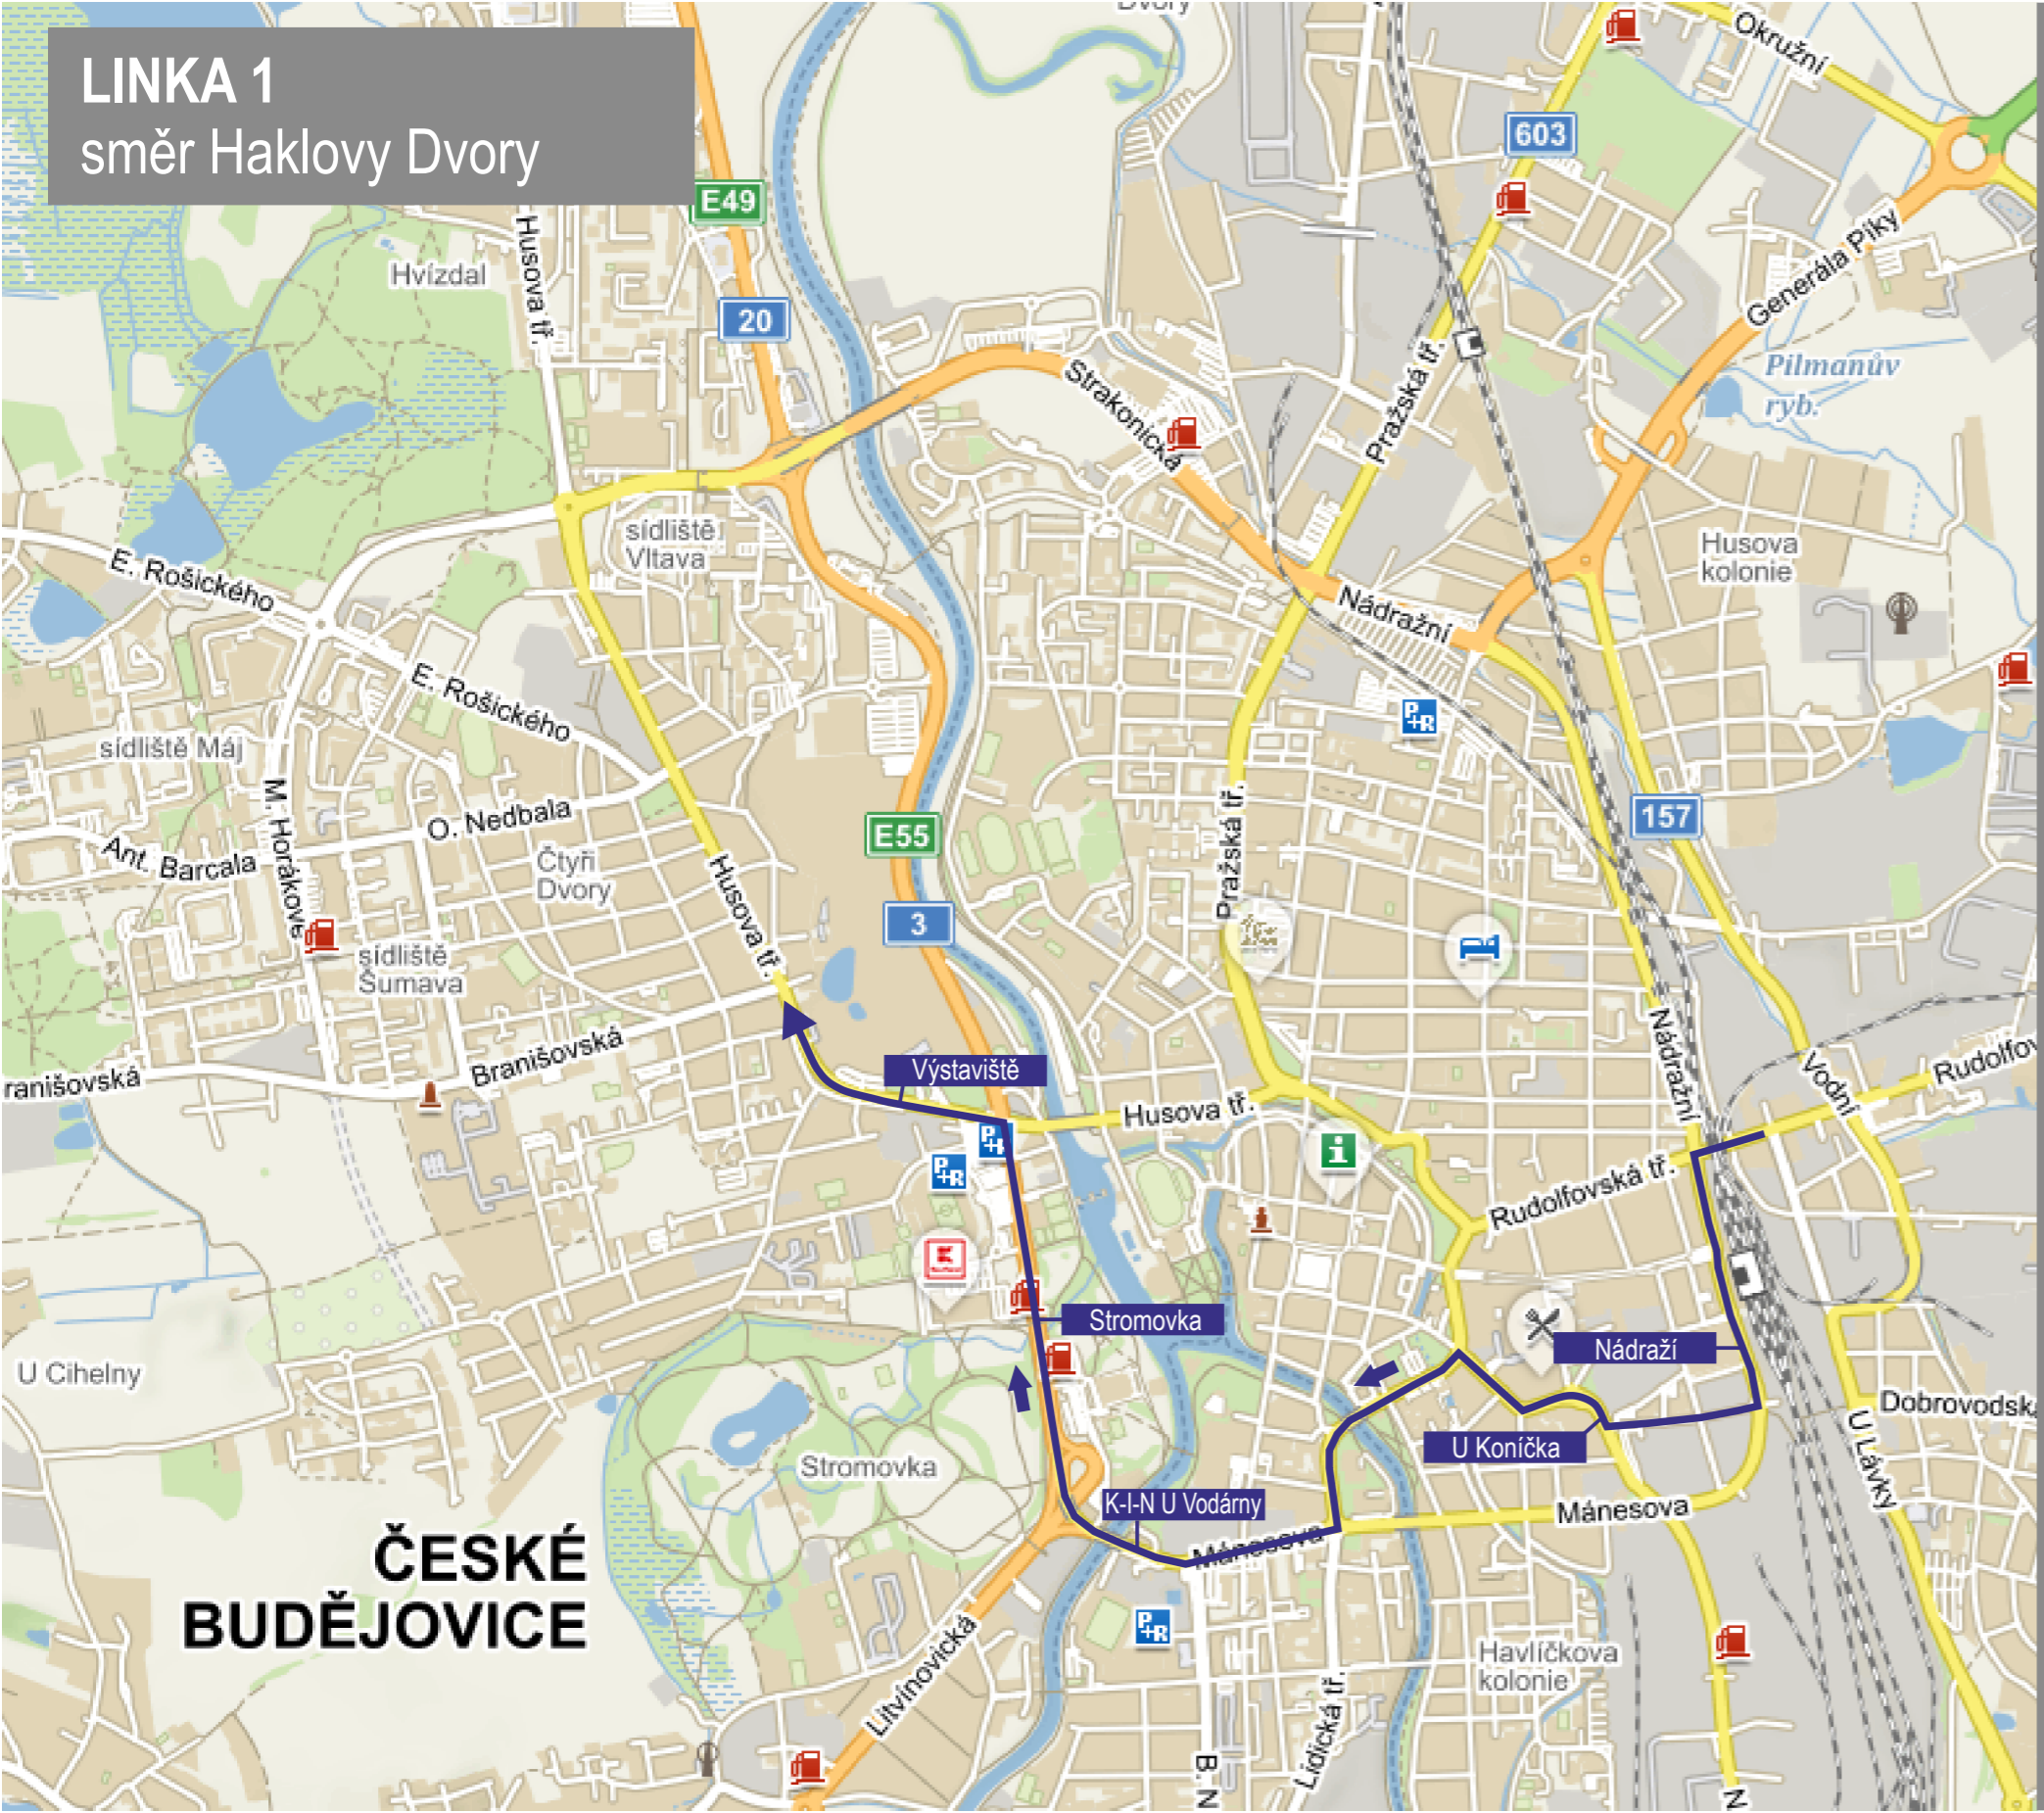 Dvory
LINKA 1
směr Haklovy Dvory
Okružní
603
E49
Husova tř.
Hvízdal
20
Generála Píky
Pilmanův
ryb.
Strakonická
Pražská tř.
sídliště
Vltava
Husova
kolonie
E. Rošického
Nádražní
E. Rošického
P+R
sídliště Máj
M. Horákové
O. Nedbala
Ant. Barcala
Čtyři
Dvory
E55
157
Pražská tř.
Husova tř.
3
sídliště
Šumava
Nádražní
Branišovská
ranišovská
Výstaviště
Husova tř.
Vodní
Rudolfov
P+R
P+R
i
Rudolfovská tř.
K
Stromovka
Nádraží
U Cihelny
Dobrovodsk
U Lávky
Stromovka
U Koníčka
K-I-N U Vodárny
Mánesova
Mánesova
ČESKÉ
BUDĚJOVICE
P+R
Litvínovická
Lidická tř.
Havlíčkova
kolonie
B. N
N